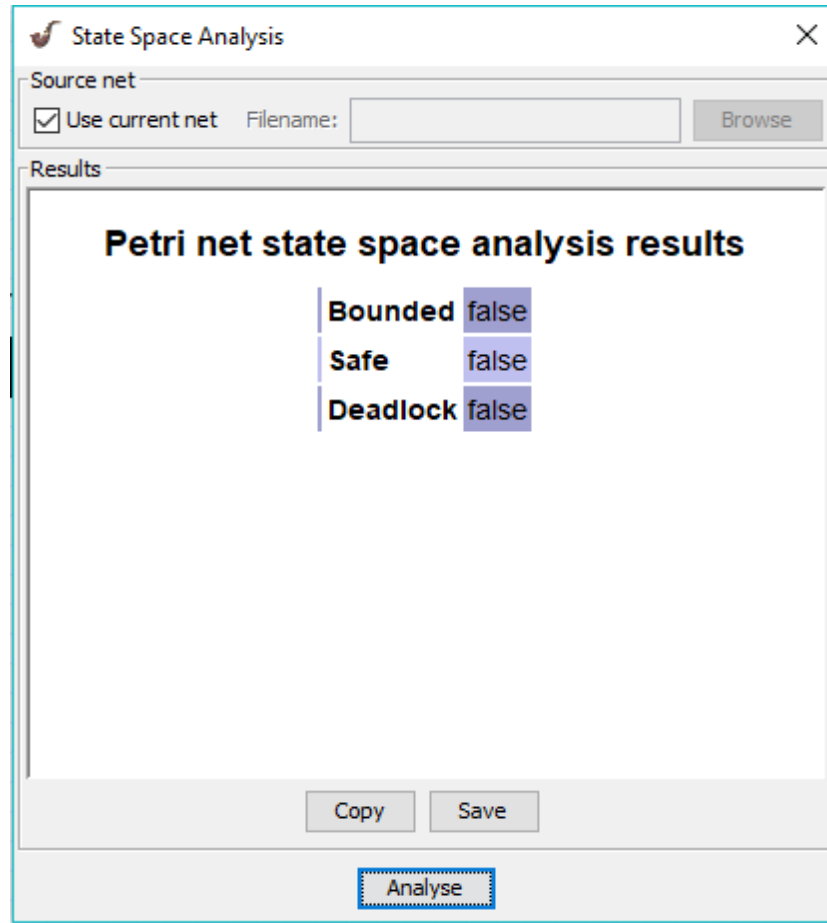 State Space Analysis
Source net
Use current net Filename: Browse
Results
Petri net state space analysis results
Bounded false
Safe false
Deadlock false
Copy Save
Analyse